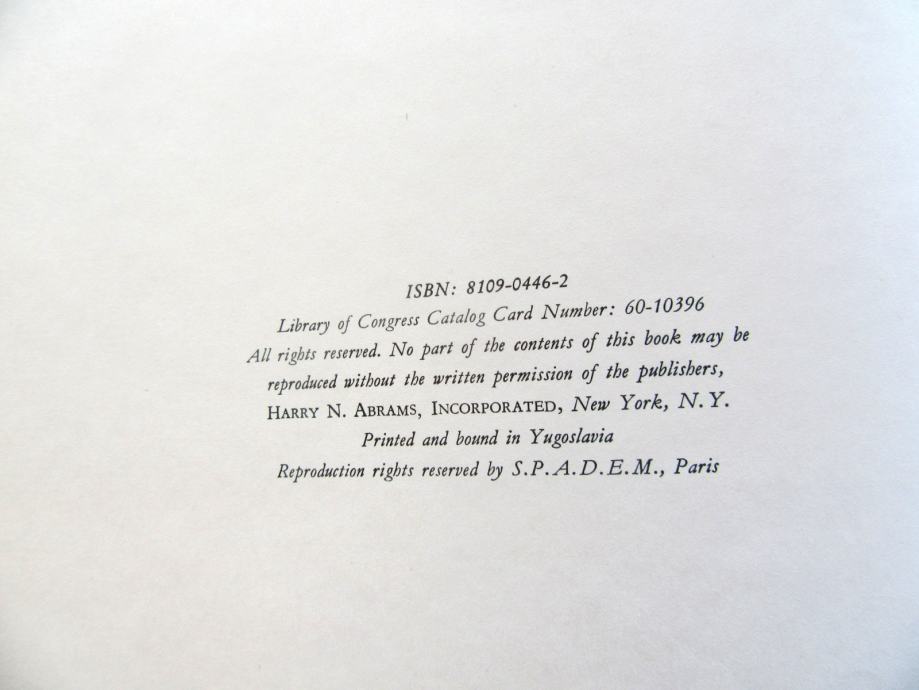 ISBN: 8109-0446-2
Library of Congress Catalog Card Number: 60-10396
All rights reserved. No part of the contents of this book may be
reproduced without the written permission of the publishers,
HARRY N. ABRAMS, INCORPORATED, New York, N.Y.
Printed and bound in Yugoslavia
Reproduction rights reserved by S.P.A.D.E.M., Paris